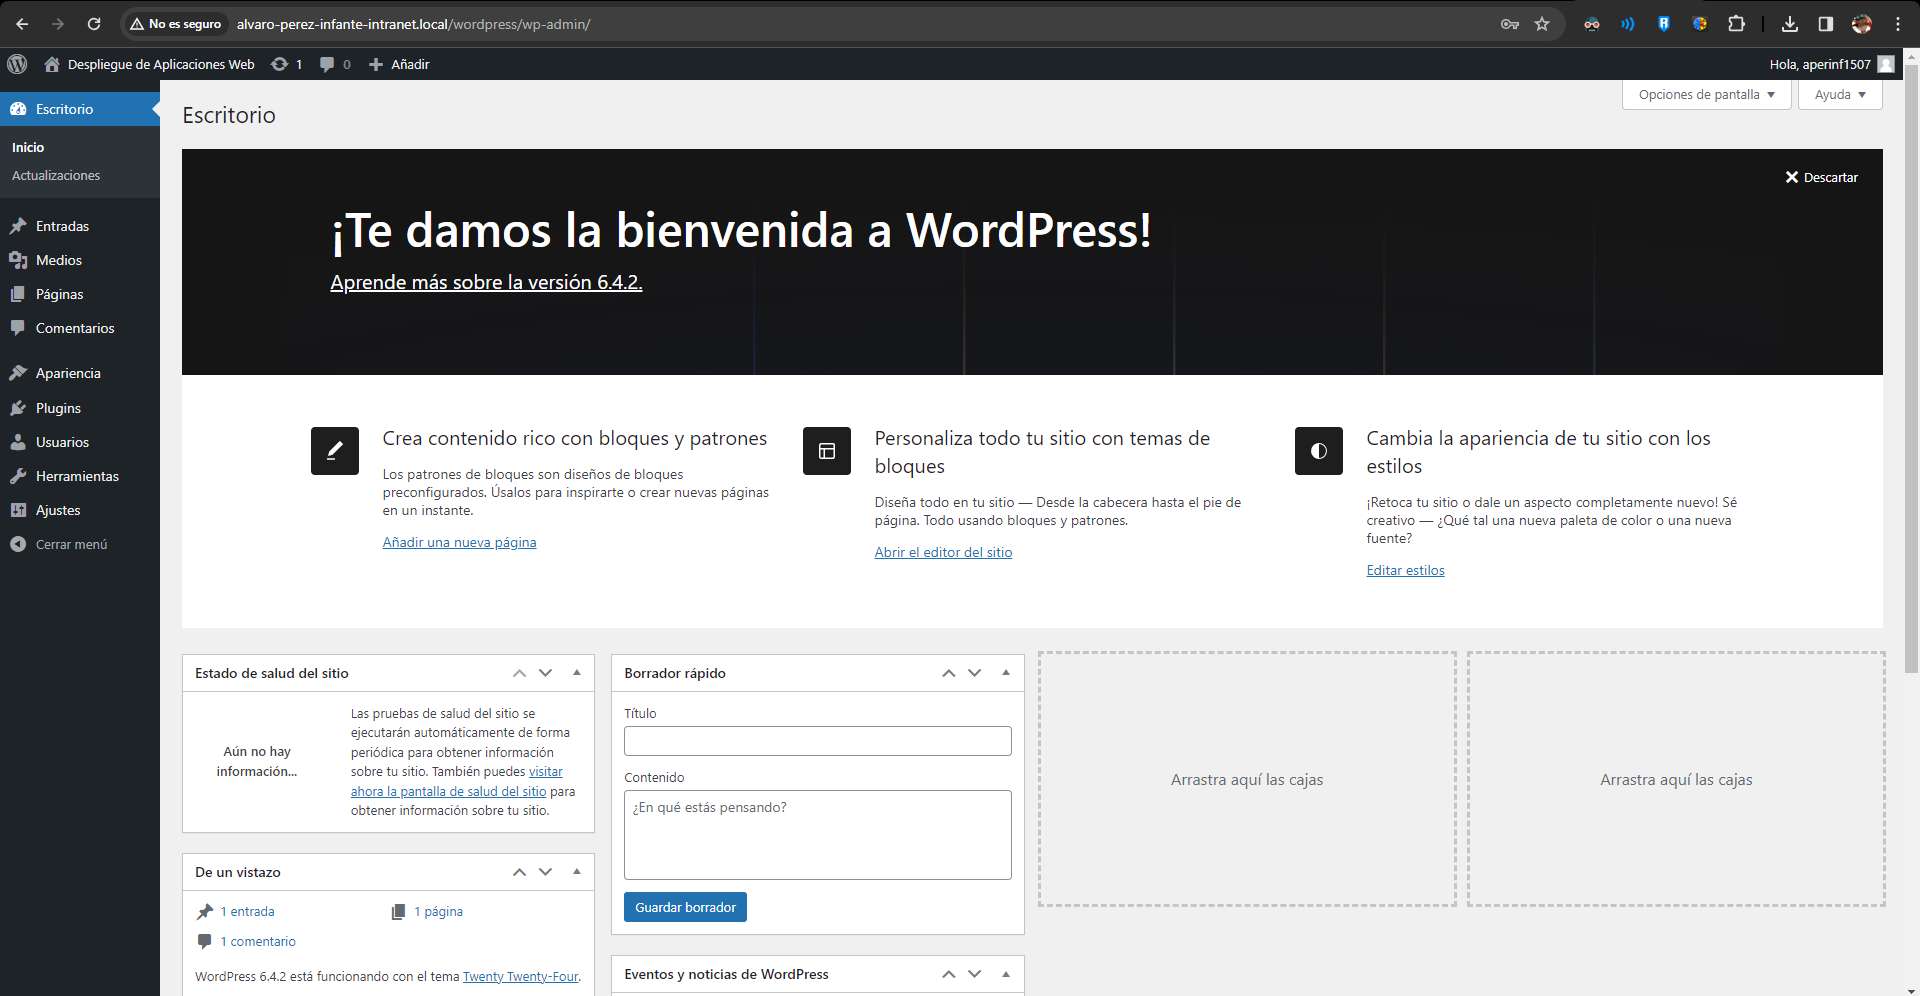 No es seguro
alvaro-perez-infante-intranet.local/wordpress/wp-admin/
Despliegue de Aplicaciones Web
1
0
Añadir
Hola, aperinf1507
Escritorio
Inicio
Actualizaciones
Entradas
Medios
Páginas
Comentarios
Apariencia
Plugins
Usuarios
Herramientas
Ajustes
Cerrar menú
Opciones de pantalla
Ayuda
Escritorio
Descartar
¡Te damos la bienvenida a WordPress!
Aprende más sobre la versión 6.4.2.
Crea contenido rico con bloques y patrones
Los patrones de bloques son diseños de bloques
preconfigurados. Úsalos para inspirarte o crear nuevas páginas
en un instante.
Añadir una nueva página
Personaliza todo tu sitio con temas de
bloques
Diseña todo en tu sitio — Desde la cabecera hasta el pie de
página. Todo usando bloques y patrones.
Abrir el editor del sitio
Cambia la apariencia de tu sitio con los
estilos
¡Retoca tu sitio o dale un aspecto completamente nuevo! Sé
creativo — ¿Qué tal una nueva paleta de color o una nueva
fuente?
Editar estilos
Estado de salud del sitio
Aún no hay
información...
Las pruebas de salud del sitio se
ejecutarán automáticamente de forma
periódica para obtener información
sobre tu sitio. También puedes visitar
ahora la pantalla de salud del sitio para
obtener información sobre tu sitio.
De un vistazo
1 entrada
1 página
1 comentario
WordPress 6.4.2 está funcionando con el tema Twenty Twenty-Four.
Borrador rápido
Título
Contenido
¿En qué estás pensando?
Guardar borrador
Eventos y noticias de WordPress
Arrastra aquí las cajas
Arrastra aquí las cajas